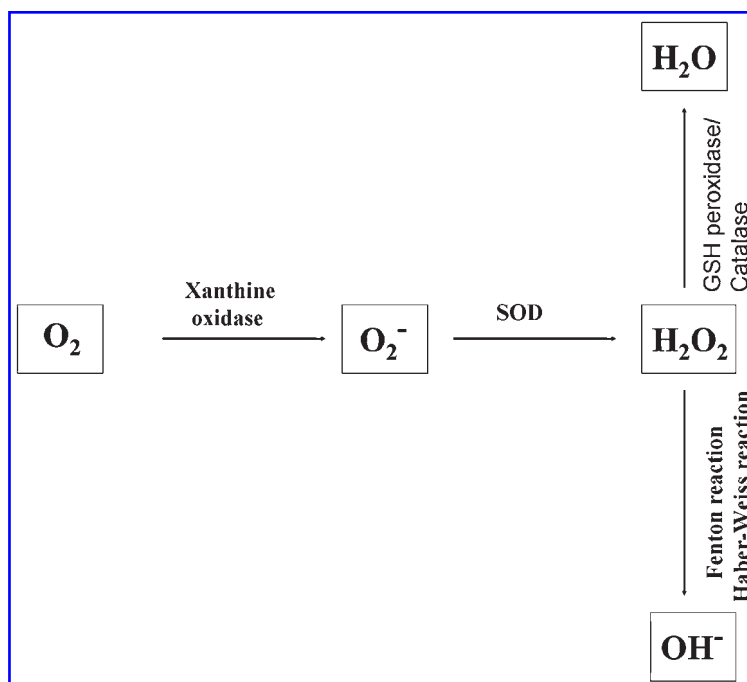 H₂O
GSH peroxidase/
Catalase
Xanthine
oxidase
SOD
O₂
O₂⁻
H₂O₂
Fenton reaction
Haber-Weiss reaction
OH⁻